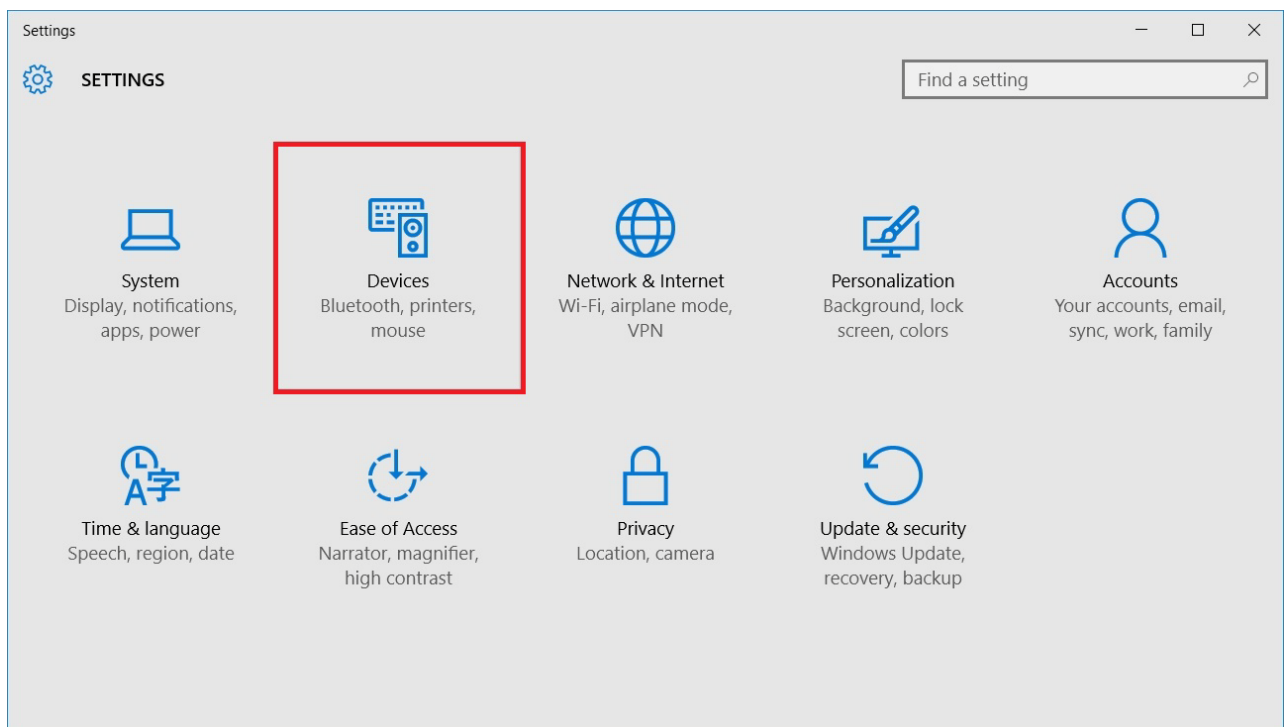 Settings
SETTINGS
Find a setting
System
Display, notifications,
apps, power
Devices
Bluetooth, printers,
mouse
Network & Internet
Wi-Fi, airplane mode,
VPN
Personalization
Background, lock
screen, colors
Accounts
Your accounts, email,
sync, work, family
A字
Time & language
Speech, region, date
Ease of Access
Narrator, magnifier,
high contrast
Privacy
Location, camera
Update & security
Windows Update,
recovery, backup